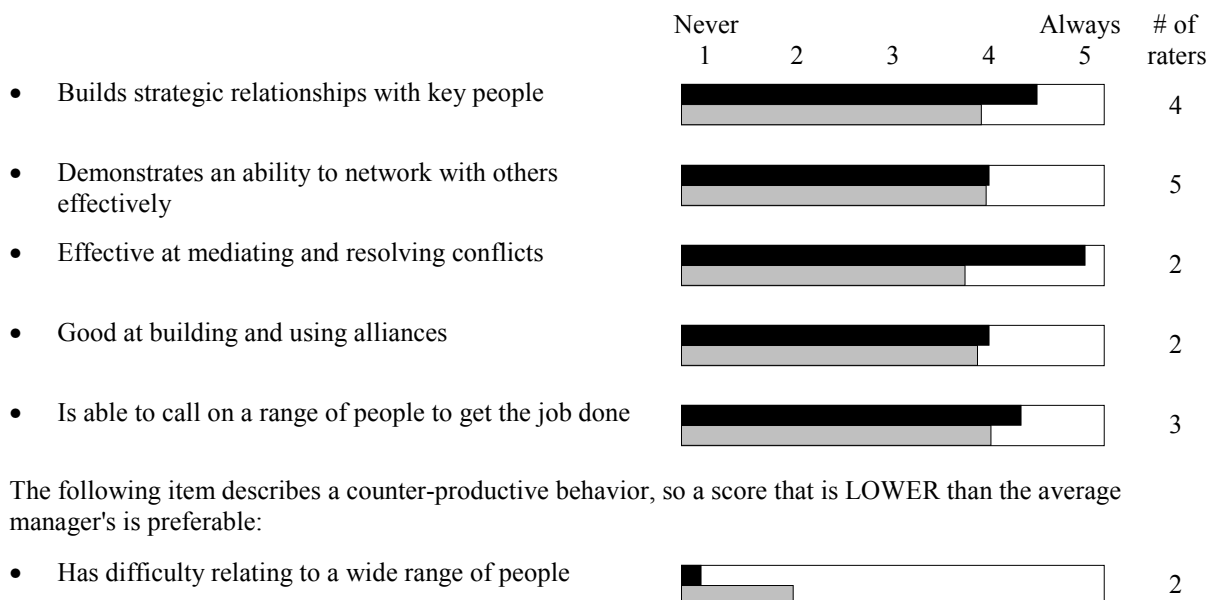 Never Always # of
1 2 3 4 5 raters
• Builds strategic relationships with key people 4
• Demonstrates an ability to network with others
effectively 5
• Effective at mediating and resolving conflicts 2
• Good at building and using alliances 2
• Is able to call on a range of people to get the job done 3
The following item describes a counter-productive behavior, so a score that is LOWER than the average
manager's is preferable:
• Has difficulty relating to a wide range of people 2